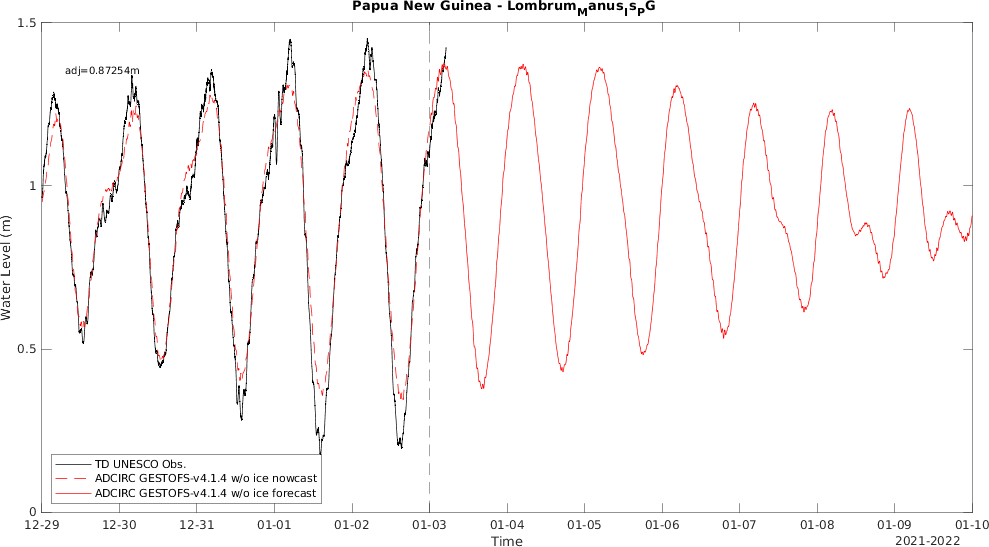 Papua New Guinea - LombrumManusIsPG
1.5
adj=0.87254m
1
Water Level (m)
0.5
TD UNESCO Obs.
ADCIRC GESTOFS-v4.1.4 w/o ice nowcast
ADCIRC GESTOFS-v4.1.4 w/o ice forecast
0
12-29 12-30 12-31 01-01 01-02 01-03 01-04 01-05 01-06 01-07 01-08 01-09 01-10
Time
2021-2022